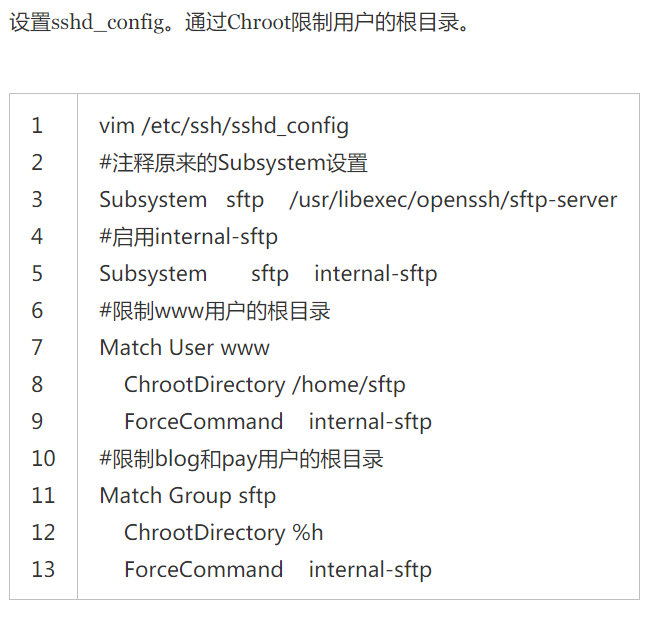 设置sshd_config。通过Chroot限制用户的根目录。
1 vim /etc/ssh/sshd_config
2 #注释原来的Subsystem设置
3 Subsystem sftp /usr/libexec/openssh/sftp-server
4 #启用internal-sftp
5 Subsystem sftp internal-sftp
6 #限制www用户的根目录
7 Match User www
8 ChrootDirectory /home/sftp
9 ForceCommand internal-sftp
10 #限制blog和pay用户的根目录
11 Match Group sftp
12 ChrootDirectory %h
13 ForceCommand internal-sftp